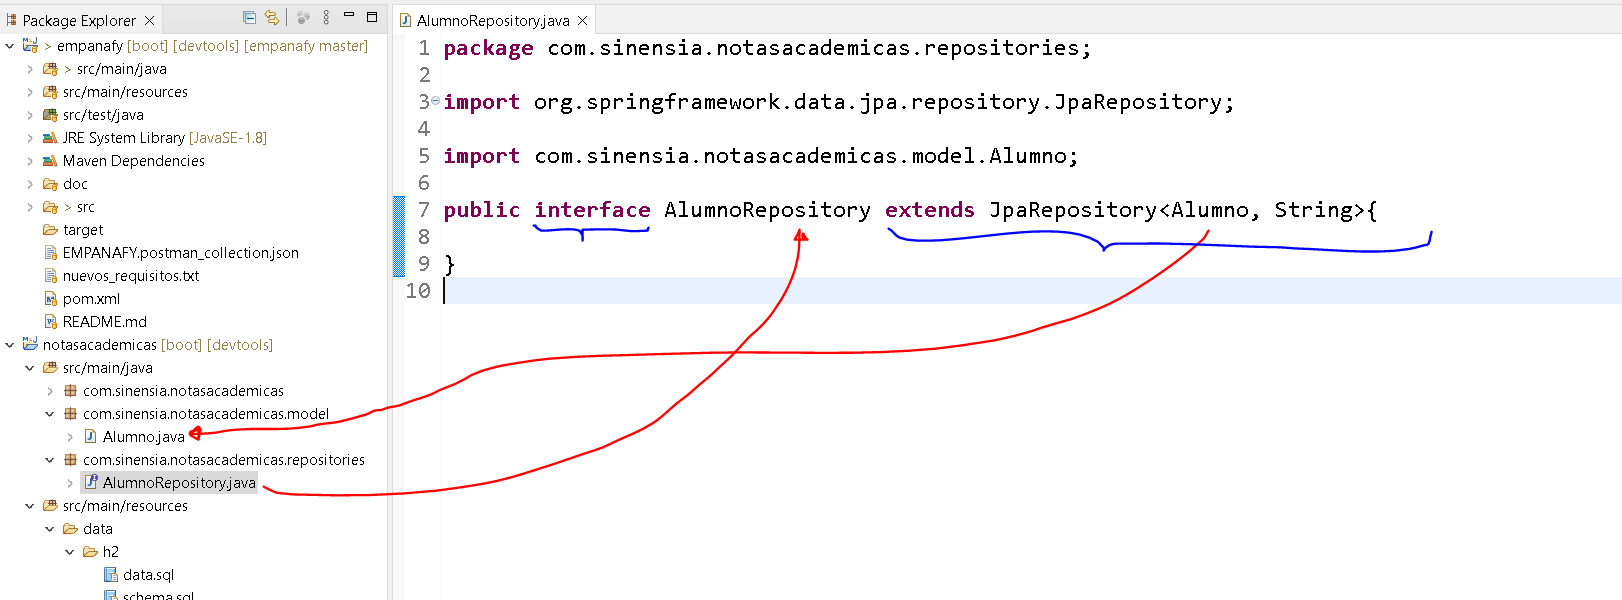 Package Explorer
> empanafy [boot] [devtools] [empanafy master]
> src/main/java
src/main/resources
src/test/java
JRE System Library [JavaSE-1.8]
Maven Dependencies
doc
> src
target
EMPANAFY.postman_collection.json
nuevos_requisitos.txt
pom.xml
README.md
notasacademicas [boot] [devtools]
src/main/java
com.sinensia.notasacademicas
com.sinensia.notasacademicas.model
Alumno.java
com.sinensia.notasacademicas.repositories
AlumnoRepository.java
src/main/resources
data
h2
data.sql
schema.sql
AlumnoRepository.java
1 package com.sinensia.notasacademicas.repositories;
2
3 import org.springframework.data.jpa.repository.JpaRepository;
4
5 import com.sinensia.notasacademicas.model.Alumno;
6
7 public interface AlumnoRepository extends JpaRepository<Alumno, String>{
8
9 }
10